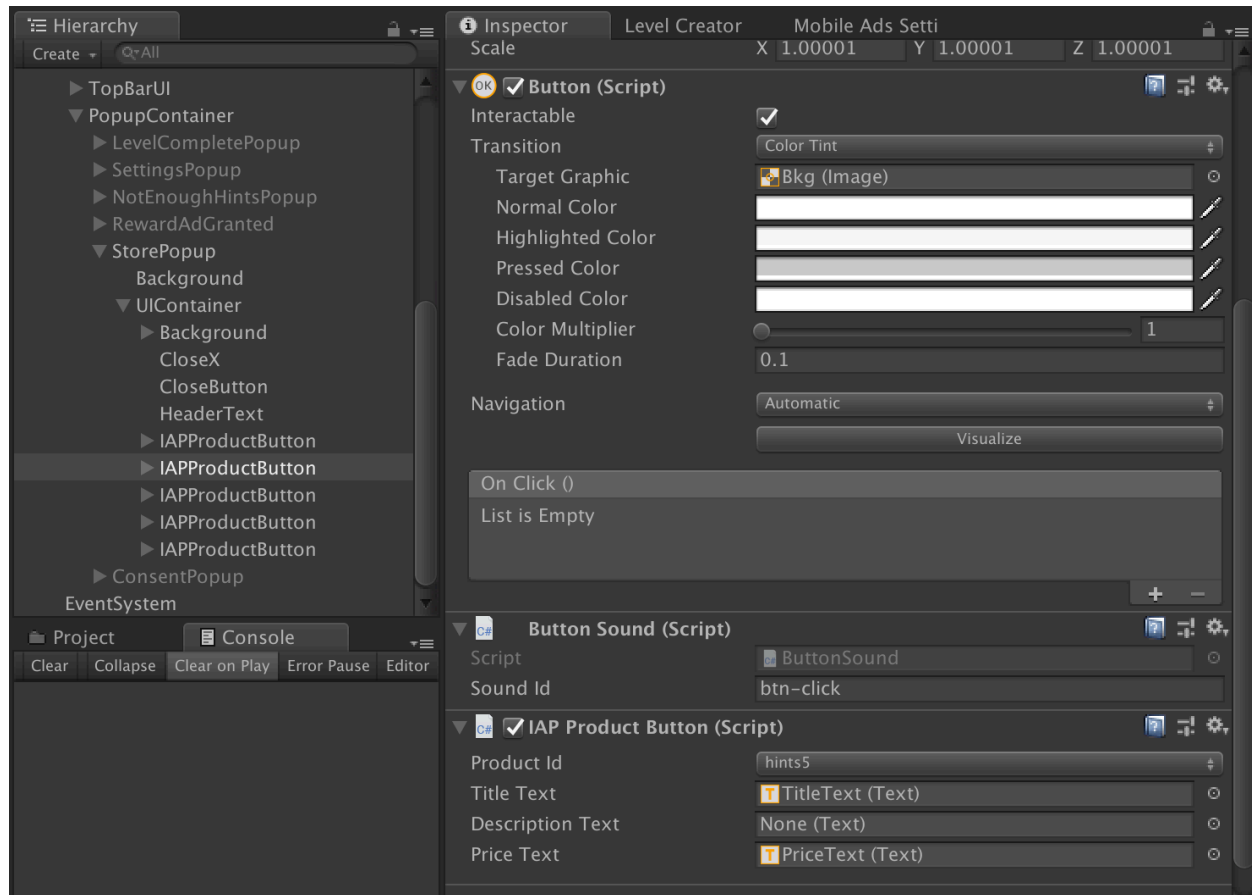 Hierarchy
Create
All
TopBarUI
PopupContainer
LevelCompletePopup
SettingsPopup
NotEnoughHintsPopup
RewardAdGranted
StorePopup
Background
UIContainer
Background
CloseX
CloseButton
HeaderText
IAPProductButton
IAPProductButton
IAPProductButton
IAPProductButton
IAPProductButton
ConsentPopup
EventSystem
Project Console
Clear Collapse Clear on Play Error Pause Editor
Inspector Level Creator Mobile Ads Setti
Scale X 1.00001 Y 1.00001 Z 1.00001
OK Button (Script)
Interactable
Transition Color Tint
Target Graphic Bkg (Image)
Normal Color
Highlighted Color
Pressed Color
Disabled Color
Color Multiplier 1
Fade Duration 0.1
Navigation Automatic
Visualize
On Click ()
List is Empty
+ −
C# Button Sound (Script)
Script ButtonSound
Sound Id btn-click
C# IAP Product Button (Script)
Product Id hints5
Title Text T TitleText (Text)
Description Text None (Text)
Price Text T PriceText (Text)